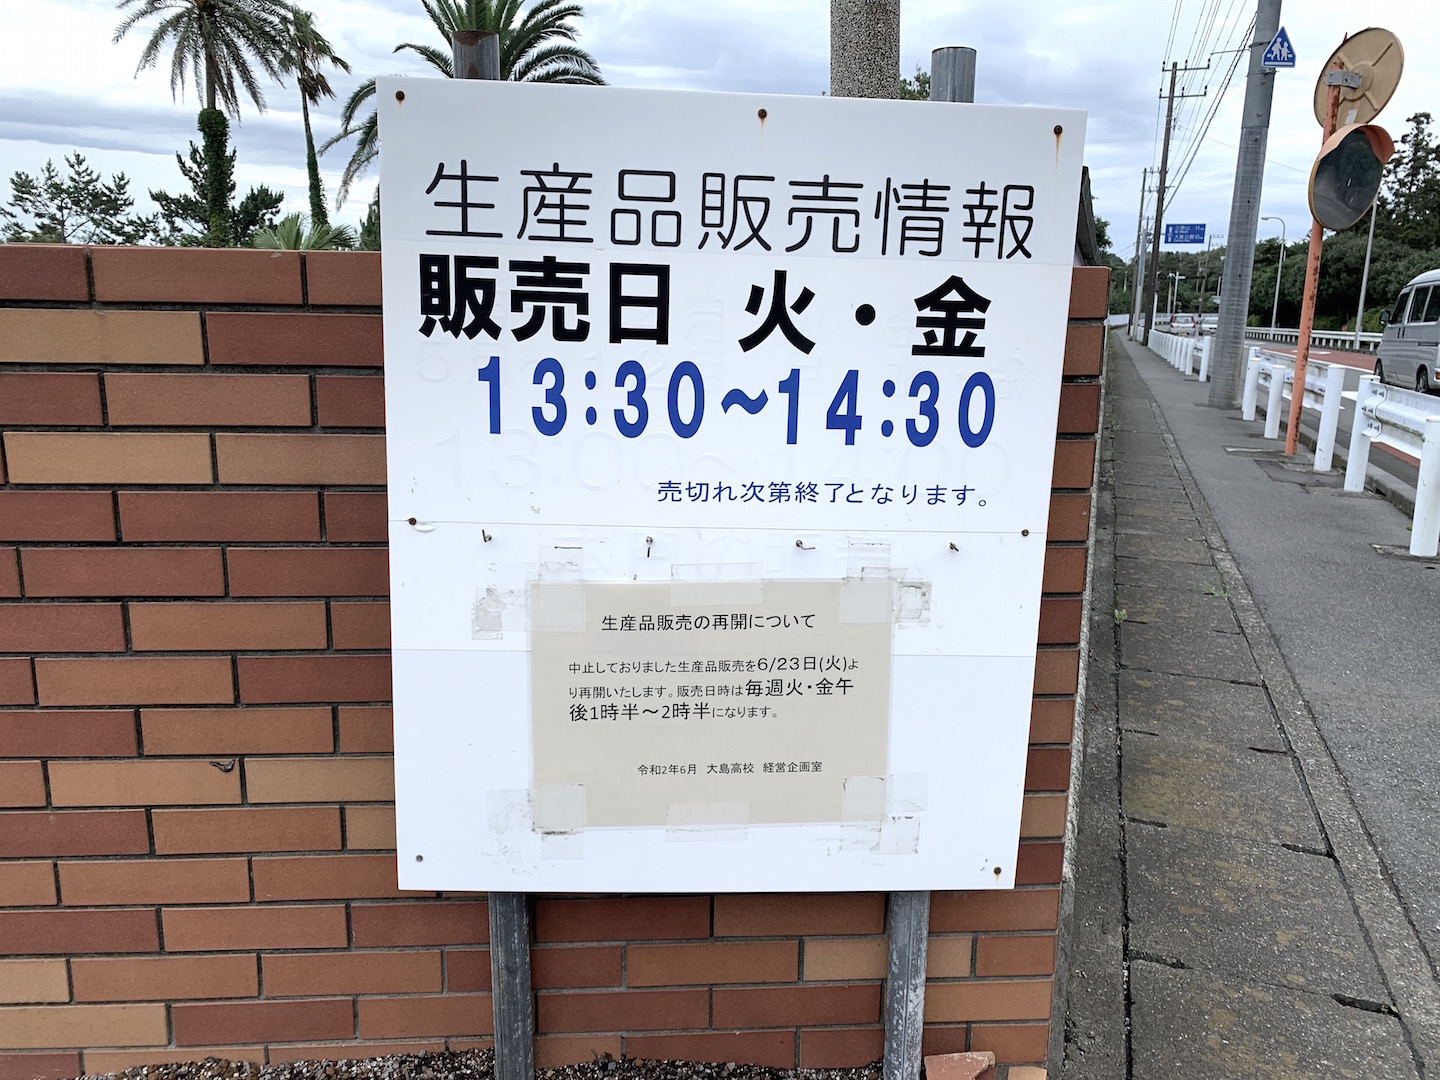 生産品販売情報
販売日 火・金
13:30~14:30
売切れ次第終了となります。
生産品販売の再開について
中止しておりました生産品販売を6/23日(火)よ
り再開いたします。販売日時は毎週火・金午
後1時半～2時半になります。
令和2年6月 大島高校 経営企画室